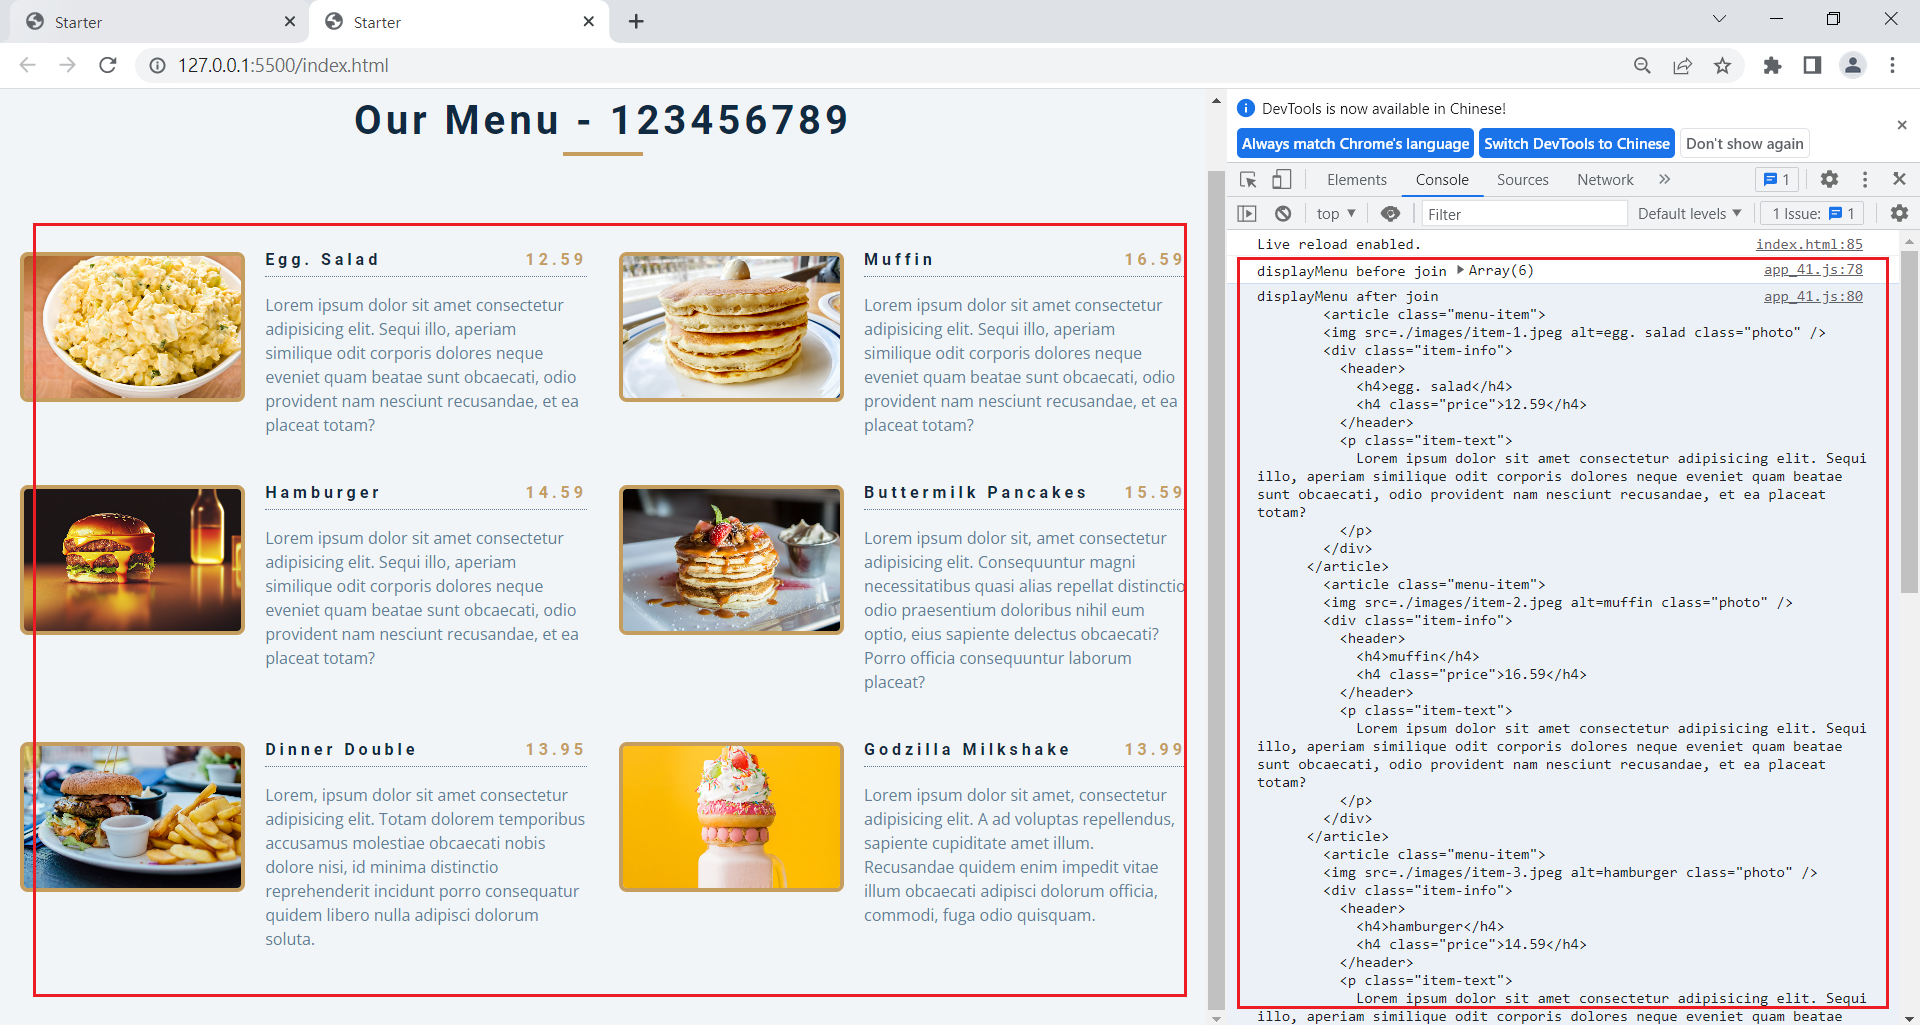 Starter
Starter
127.0.0.1:5500/index.html
Our Menu - 123456789
Egg. Salad 12.59
Lorem ipsum dolor sit amet consectetur
adipisicing elit. Sequi illo, aperiam
similique odit corporis dolores neque
eveniet quam beatae sunt obcaecati, odio
provident nam nesciunt recusandae, et ea
placeat totam?
Muffin 16.59
Lorem ipsum dolor sit amet consectetur
adipisicing elit. Sequi illo, aperiam
similique odit corporis dolores neque
eveniet quam beatae sunt obcaecati, odio
provident nam nesciunt recusandae, et ea
placeat totam?
Hamburger 14.59
Lorem ipsum dolor sit amet consectetur
adipisicing elit. Sequi illo, aperiam
similique odit corporis dolores neque
eveniet quam beatae sunt obcaecati, odio
provident nam nesciunt recusandae, et ea
placeat totam?
Buttermilk Pancakes 15.59
Lorem ipsum dolor sit, amet consectetur
adipisicing elit. Consequuntur magni
necessitatibus quasi alias repellat distinctio
odio praesentium doloribus nihil eum
optio, eius sapiente delectus obcaecati?
Porro officia consequuntur laborum
placeat?
Dinner Double 13.95
Lorem, ipsum dolor sit amet consectetur
adipisicing elit. Totam dolorem temporibus
accusamus molestiae obcaecati nobis
dolore nisi, id minima distinctio
reprehenderit incidunt porro consequatur
quidem libero nulla adipisci dolorum
soluta.
Godzilla Milkshake 13.99
Lorem ipsum dolor sit amet, consectetur
adipisicing elit. A ad voluptas repellendus,
sapiente cupiditate amet illum.
Recusandae quidem enim impedit vitae
illum obcaecati adipisci dolorum officia,
commodi, fuga odio quisquam.
DevTools is now available in Chinese!
Always match Chrome's language Switch DevTools to Chinese Don't show again
Elements Console Sources Network 1
top Filter Default levels 1 Issue: 1
Live reload enabled. index.html:85
displayMenu before join Array(6) app_41.js:78
displayMenu after join app_41.js:80
<article class="menu-item">
<img src=./images/item-1.jpeg alt=egg. salad class="photo" />
<div class="item-info">
<header>
<h4>egg. salad</h4>
<h4 class="price">12.59</h4>
</header>
<p class="item-text">
Lorem ipsum dolor sit amet consectetur adipisicing elit. Sequi
illo, aperiam similique odit corporis dolores neque eveniet quam beatae
sunt obcaecati, odio provident nam nesciunt recusandae, et ea placeat
totam?
</p>
</div>
</article>
<article class="menu-item">
<img src=./images/item-2.jpeg alt=muffin class="photo" />
<div class="item-info">
<header>
<h4>muffin</h4>
<h4 class="price">16.59</h4>
</header>
<p class="item-text">
Lorem ipsum dolor sit amet consectetur adipisicing elit. Sequi
illo, aperiam similique odit corporis dolores neque eveniet quam beatae
sunt obcaecati, odio provident nam nesciunt recusandae, et ea placeat
totam?
</p>
</div>
</article>
<article class="menu-item">
<img src=./images/item-3.jpeg alt=hamburger class="photo" />
<div class="item-info">
<header>
<h4>hamburger</h4>
<h4 class="price">14.59</h4>
</header>
<p class="item-text">
Lorem ipsum dolor sit amet consectetur adipisicing elit. Sequi
illo, aperiam similique odit corporis dolores neque eveniet quam beatae